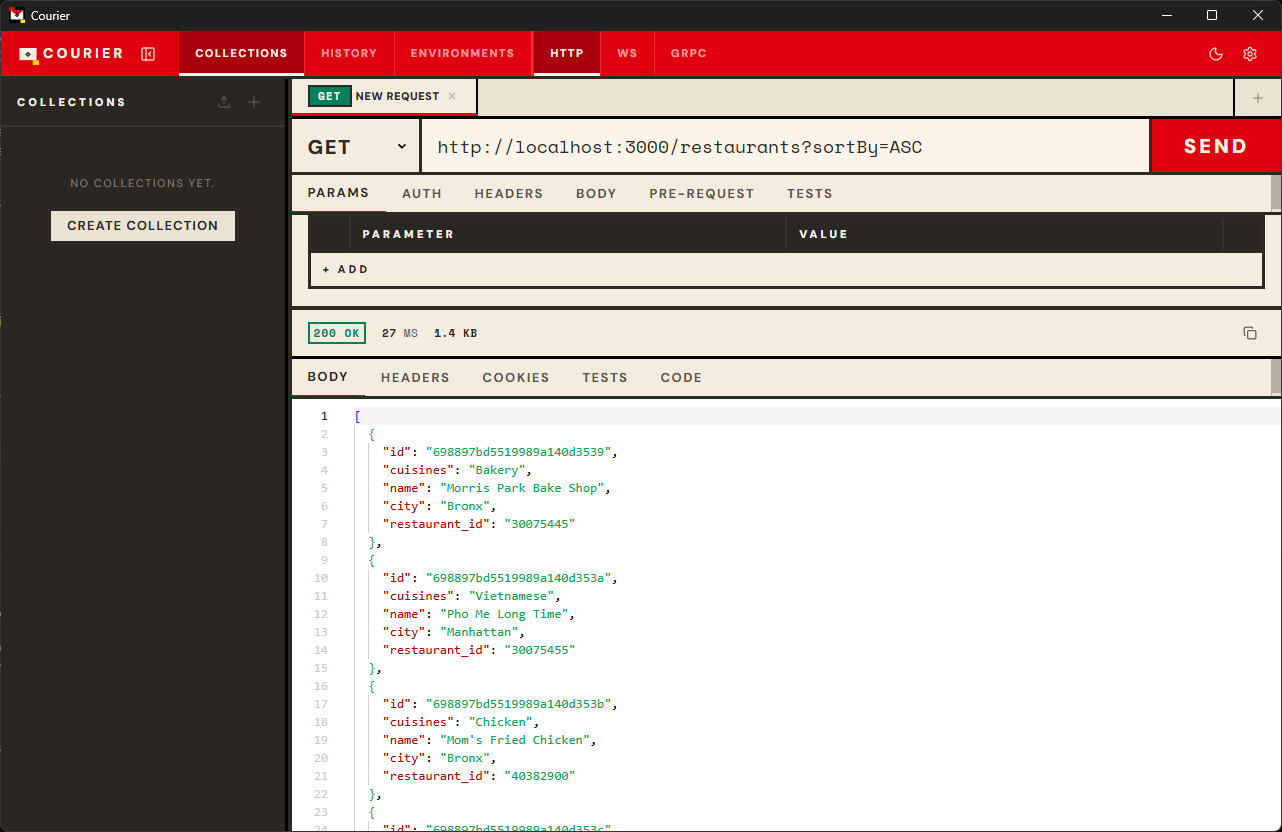 Courier
COURIER
COLLECTIONS
HISTORY
ENVIRONMENTS
HTTP
WS
GRPC
COLLECTIONS
NO COLLECTIONS YET.
CREATE COLLECTION
GET NEW REQUEST
GET
http://localhost:3000/restaurants?sortBy=ASC
SEND
PARAMS
AUTH
HEADERS
BODY
PRE-REQUEST
TESTS
PARAMETER
VALUE
+ ADD
200 OK 27 MS 1.4 KB
BODY
HEADERS
COOKIES
TESTS
CODE
1 [
2 {
3 "id": "698897bd5519989a140d3539",
4 "cuisines": "Bakery",
5 "name": "Morris Park Bake Shop",
6 "city": "Bronx",
7 "restaurant_id": "30075445"
8 },
9 {
10 "id": "698897bd5519989a140d353a",
11 "cuisines": "Vietnamese",
12 "name": "Pho Me Long Time",
13 "city": "Manhattan",
14 "restaurant_id": "30075455"
15 },
16 {
17 "id": "698897bd5519989a140d353b",
18 "cuisines": "Chicken",
19 "name": "Mom's Fried Chicken",
20 "city": "Bronx",
21 "restaurant_id": "40382900"
22 },
23 {
24 "id": "698897bd5519989a140d353c",